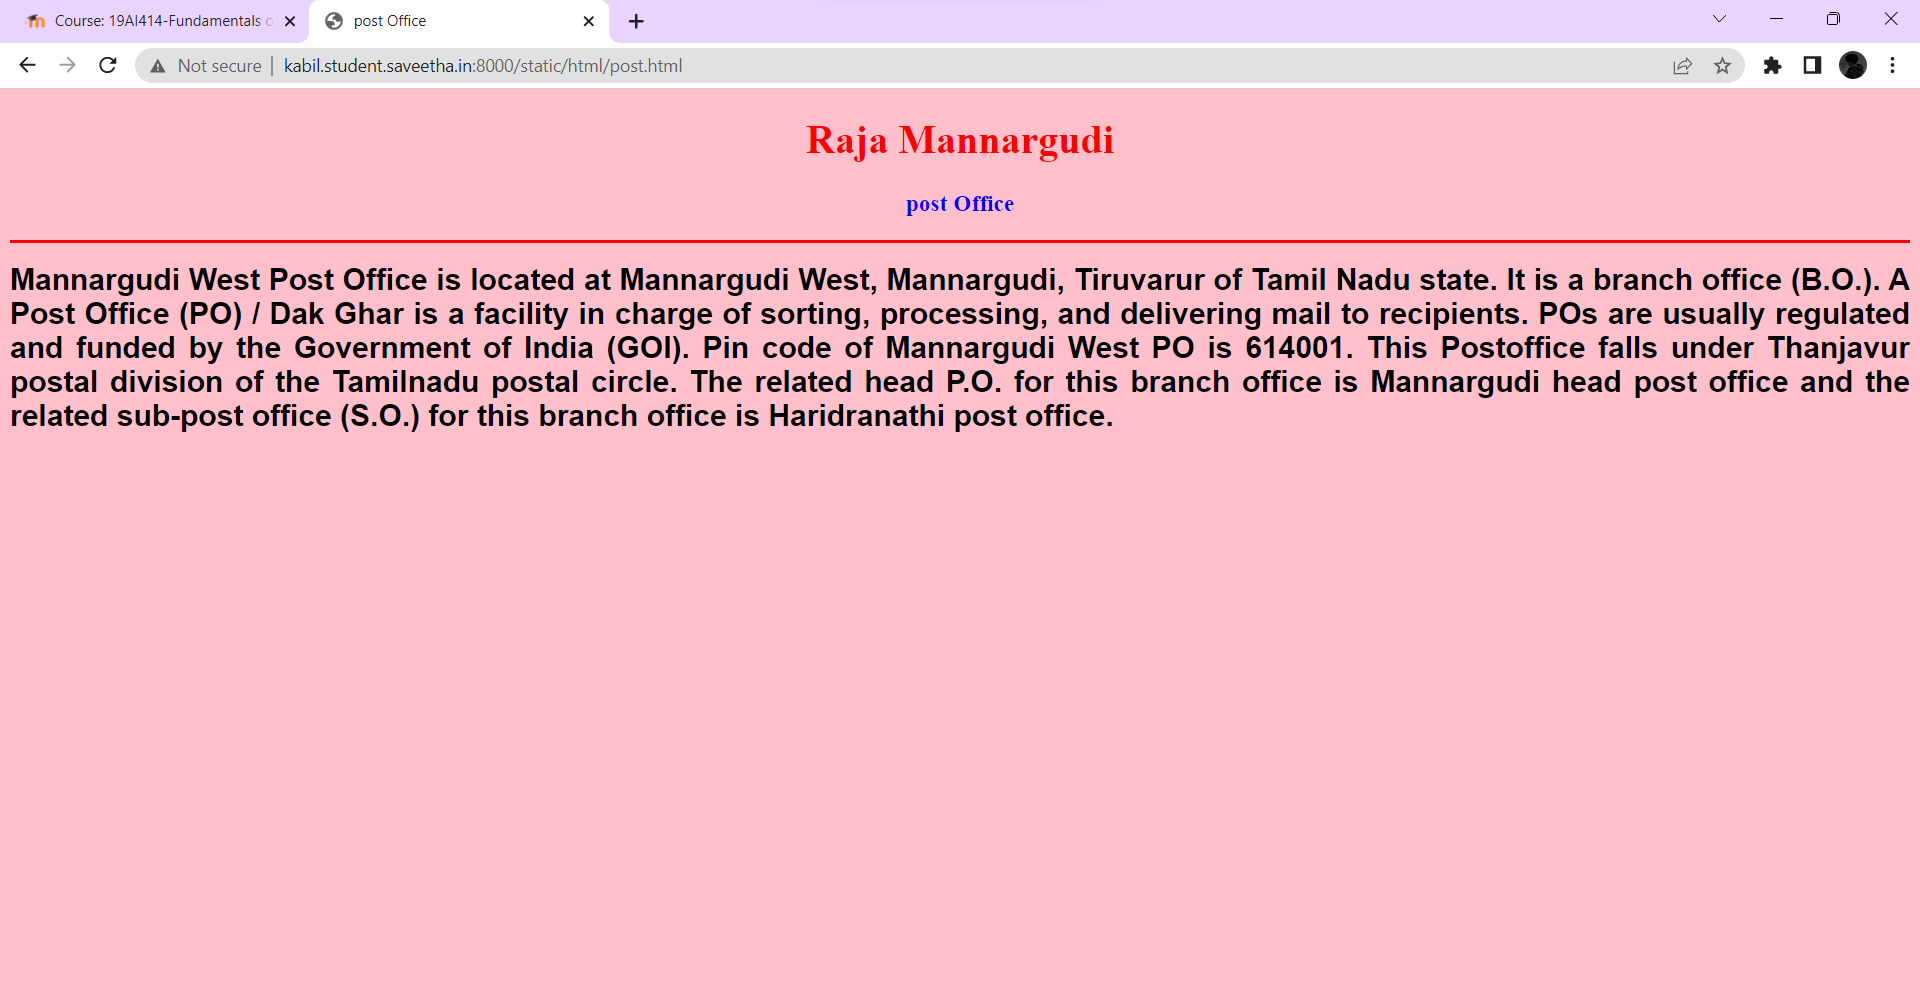 Course: 19AI414-Fundamentals
post Office
Not secure | kabil.student.saveetha.in:8000/static/html/post.html
Raja Mannargudi
post Office
Mannargudi West Post Office is located at Mannargudi West, Mannargudi, Tiruvarur of Tamil Nadu state. It is a branch office (B.O.). A
Post Office (PO) / Dak Ghar is a facility in charge of sorting, processing, and delivering mail to recipients. POs are usually regulated
and funded by the Government of India (GOI). Pin code of Mannargudi West PO is 614001. This Postoffice falls under Thanjavur
postal division of the Tamilnadu postal circle. The related head P.O. for this branch office is Mannargudi head post office and the
related sub-post office (S.O.) for this branch office is Haridranathi post office.